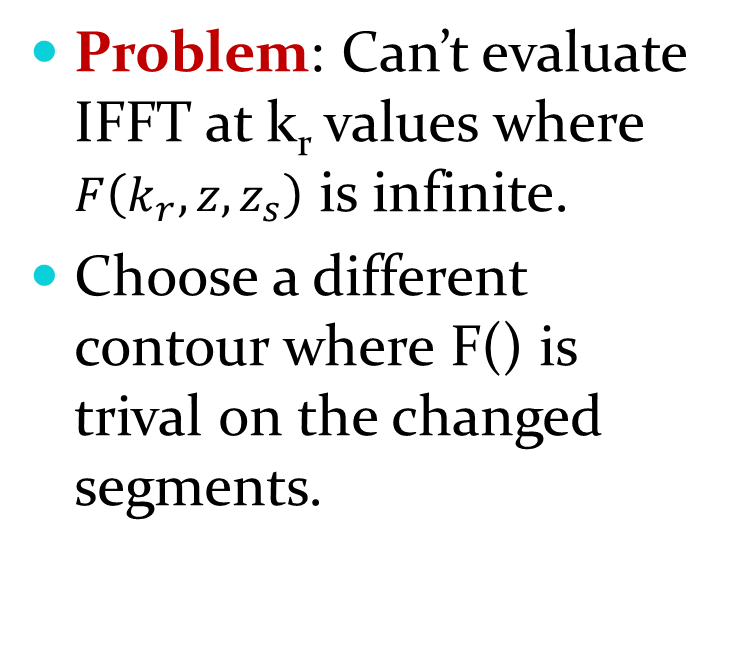 • Problem: Can’t evaluate
IFFT at kᵣ values where
F(kᵣ, z, zₛ) is infinite.
• Choose a different
contour where F() is
trival on the changed
segments.